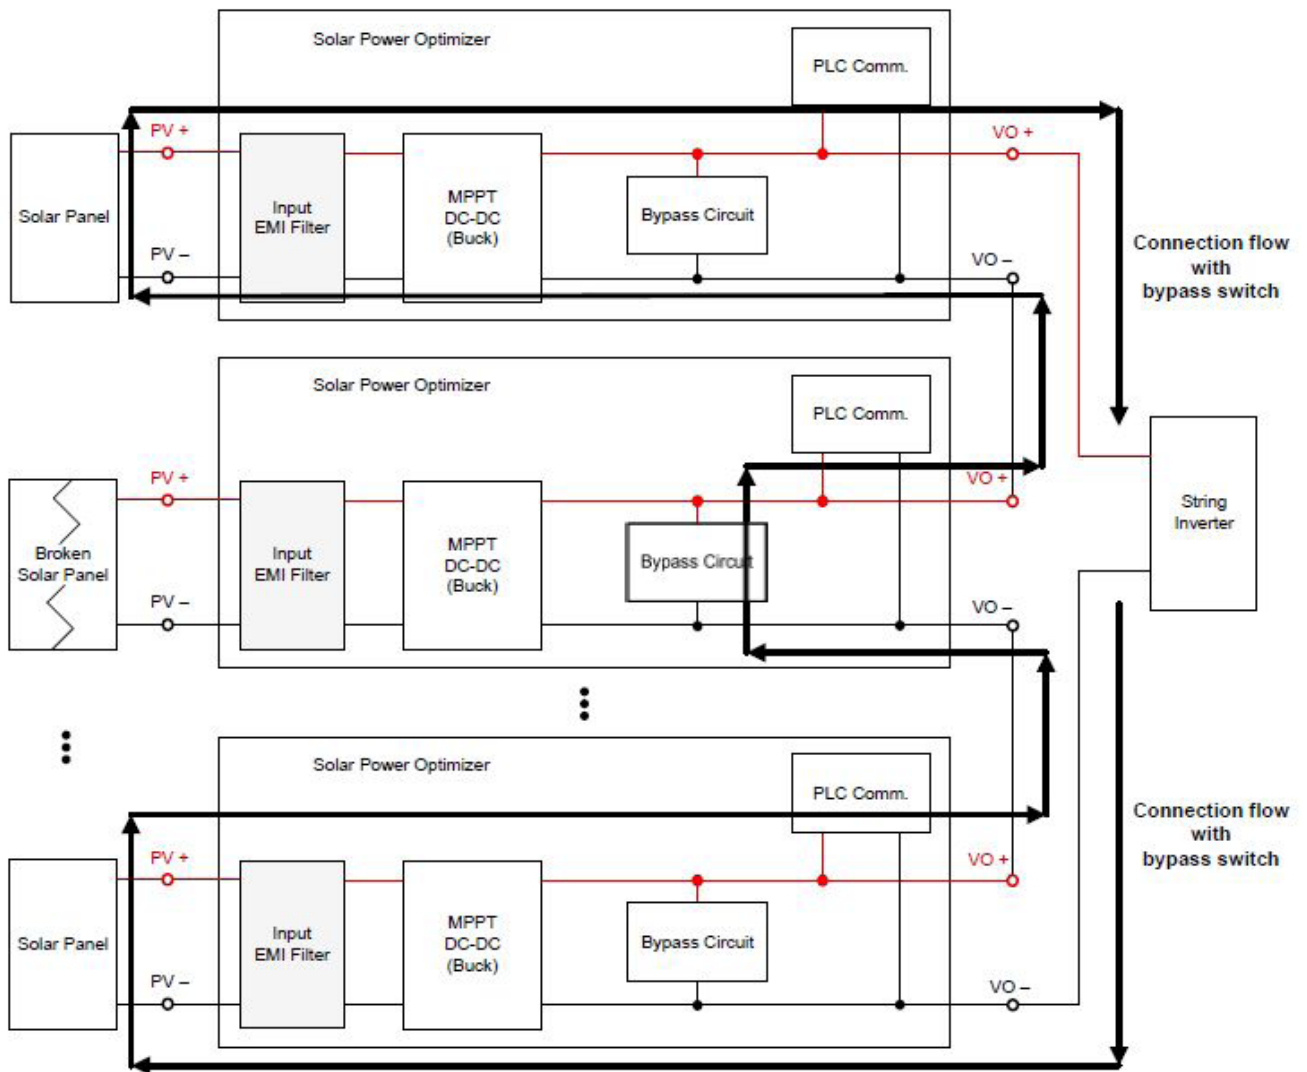 Solar Power Optimizer
PLC Comm.
PV +
VO +
Solar Panel
Input
EMI Filter
MPPT
DC-DC
(Buck)
Bypass Circuit
PV –
VO –
Connection flow
with
bypass switch
Solar Power Optimizer
PLC Comm.
PV +
VO +
Broken
Solar Panel
Input
EMI Filter
MPPT
DC-DC
(Buck)
Bypass Circuit
String
Inverter
PV –
VO –
Solar Power Optimizer
PLC Comm.
Connection flow
with
bypass switch
PV +
VO +
Solar Panel
Input
EMI Filter
MPPT
DC-DC
(Buck)
Bypass Circuit
PV –
VO –